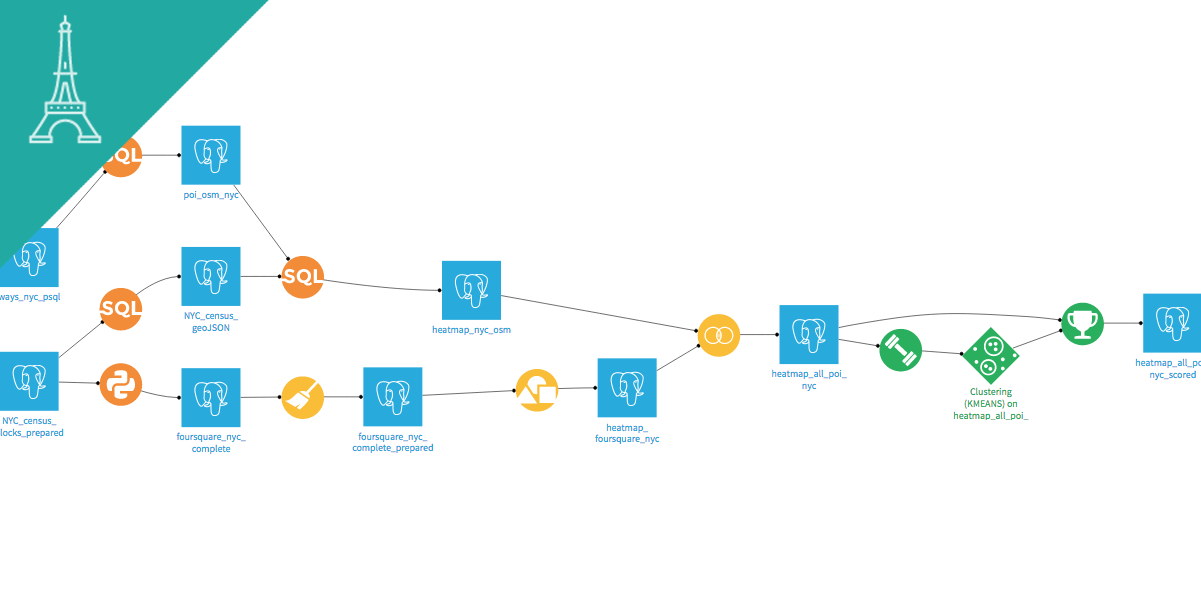 QL
poi_osm_nyc
ways_nyc_psql
SQL
NYC_census_
geoJSON
SQL
heatmap_nyc_osm
NYC_census_
locks_prepared
foursquare_nyc_
complete
foursquare_nyc_
complete_prepared
heatmap_
foursquare_nyc
heatmap_all_poi_
nyc
Clustering
(KMEANS) on
heatmap_all_poi_
heatmap_all_po
nyc_scored